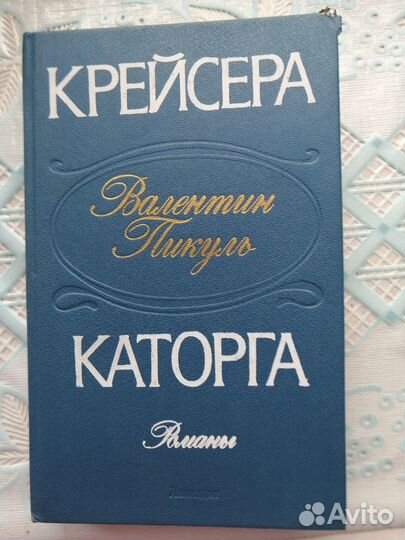 КРЕЙСЕРА
Валентин
Пикуль
КАТОРГА
Романы
Avito